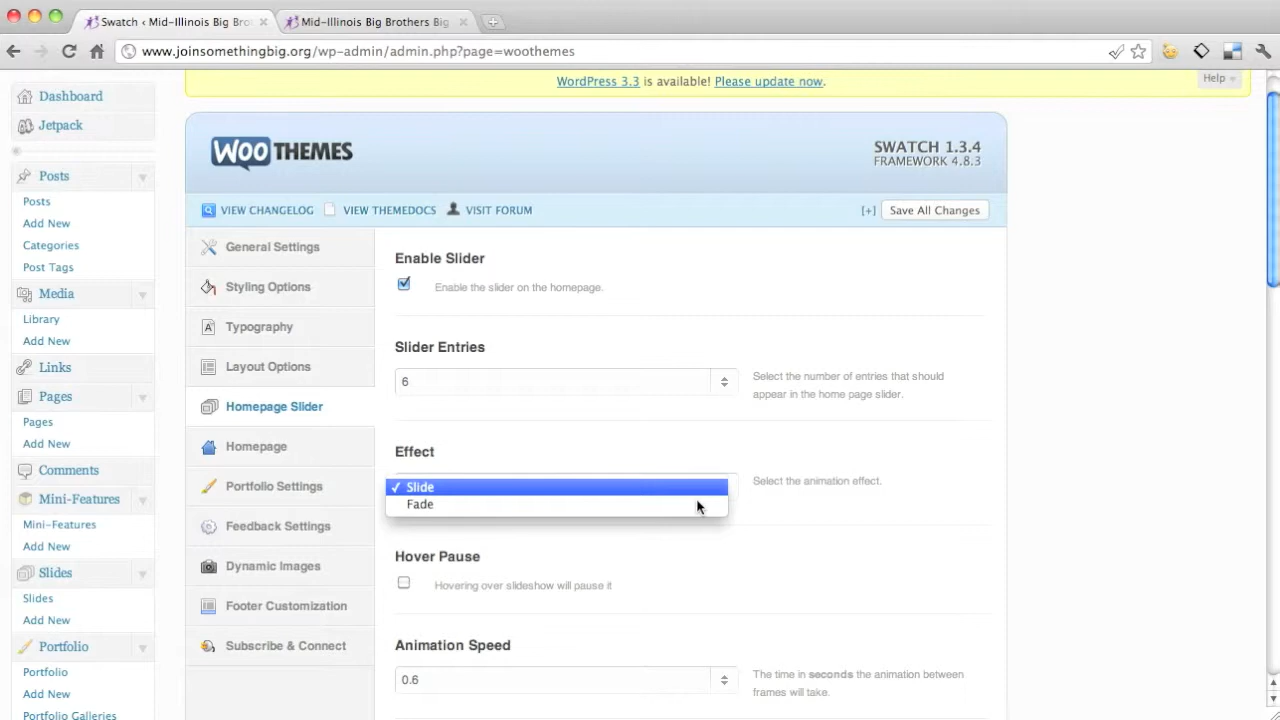 Swatch ‹ Mid-Illinois Big Bro
Mid-Illinois Big Brothers Big
www.joinsomethingbig.org/wp-admin/admin.php?page=woothemes
WordPress 3.3 is available! Please update now.
Help
Dashboard
Jetpack
Posts
Posts
Add New
Categories
Post Tags
Media
Library
Add New
Links
Pages
Pages
Add New
Comments
Mini-Features
Mini-Features
Add New
Slides
Slides
Add New
Portfolio
Portfolio
Add New
Portfolio Galleries
WOOTHEMES
SWATCH 1.3.4
FRAMEWORK 4.8.3
VIEW CHANGELOG
VIEW THEMEDOCS
VISIT FORUM
[+]
Save All Changes
General Settings
Styling Options
Typography
Layout Options
Homepage Slider
Homepage
Portfolio Settings
Feedback Settings
Dynamic Images
Footer Customization
Subscribe & Connect
Enable Slider
Enable the slider on the homepage.
Slider Entries
6
Select the number of entries that should
appear in the home page slider.
Effect
✓ Slide
Fade
Select the animation effect.
Hover Pause
Hovering over slideshow will pause it
Animation Speed
0.6
The time in seconds the animation between
frames will take.